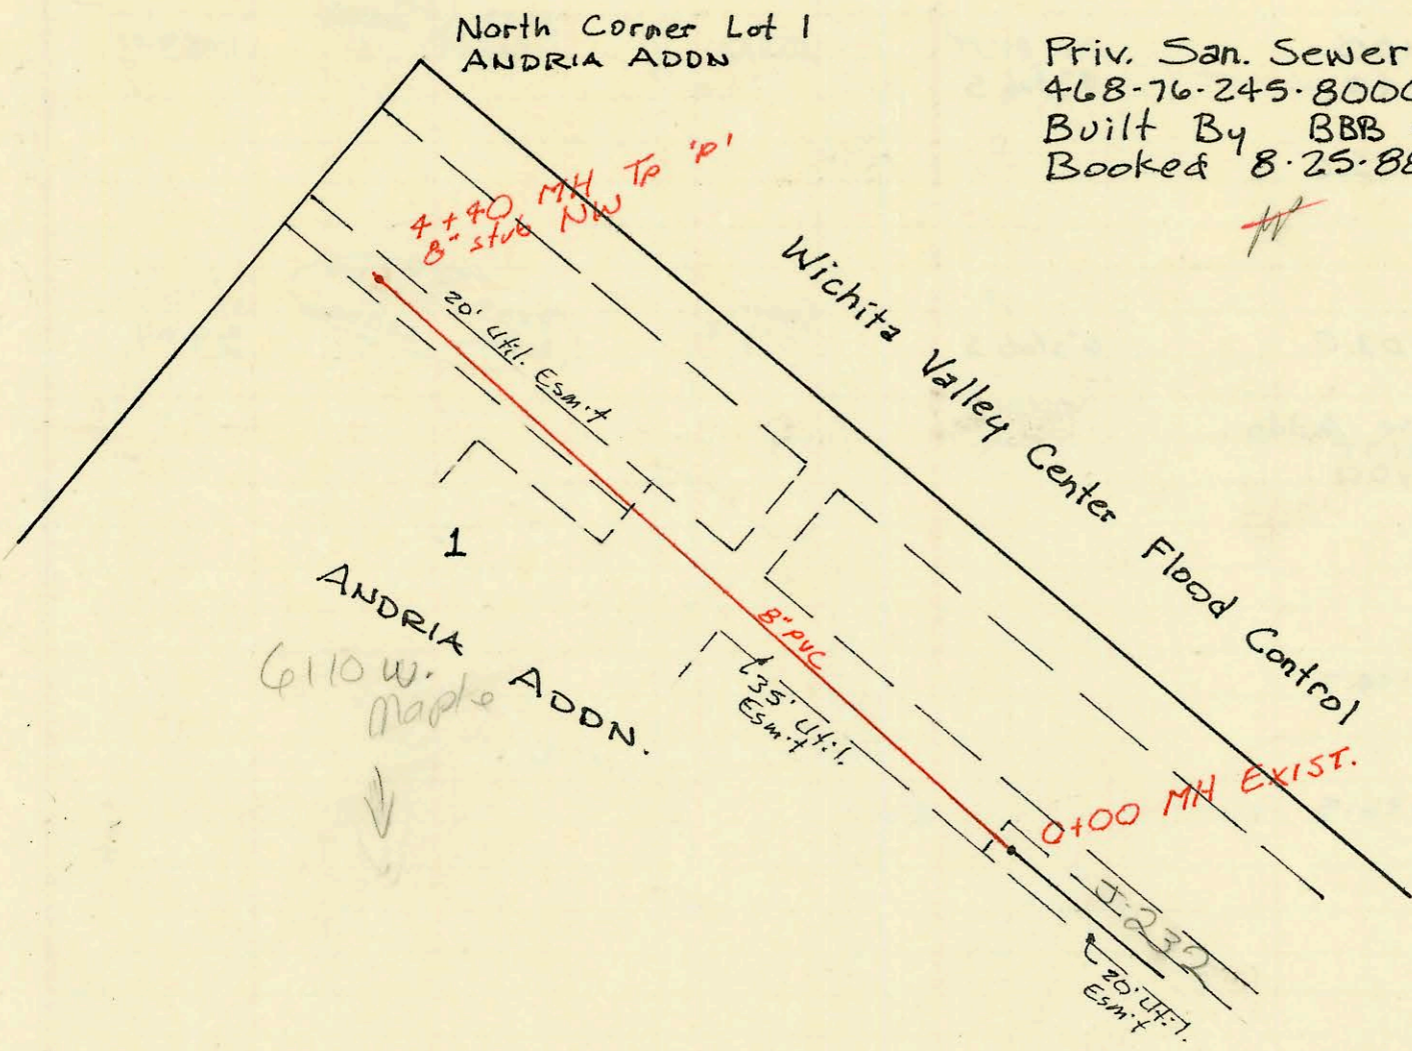 North Corner Lot 1
ANDRIA ADDN
Priv. San. Sewer
468-76-245-8000
Built By BBB
Booked 8-25-88
4+40 MH Tp 'P'
8" stub NW
20' Util. Esm't
Wichita Valley Center Flood Control
1
ANDRIA ADDN.
6110 W.
Maple
8" PVC
35' Util.
Esm't
0+00 MH EXIST.
J-232
20' Util.
Esm't